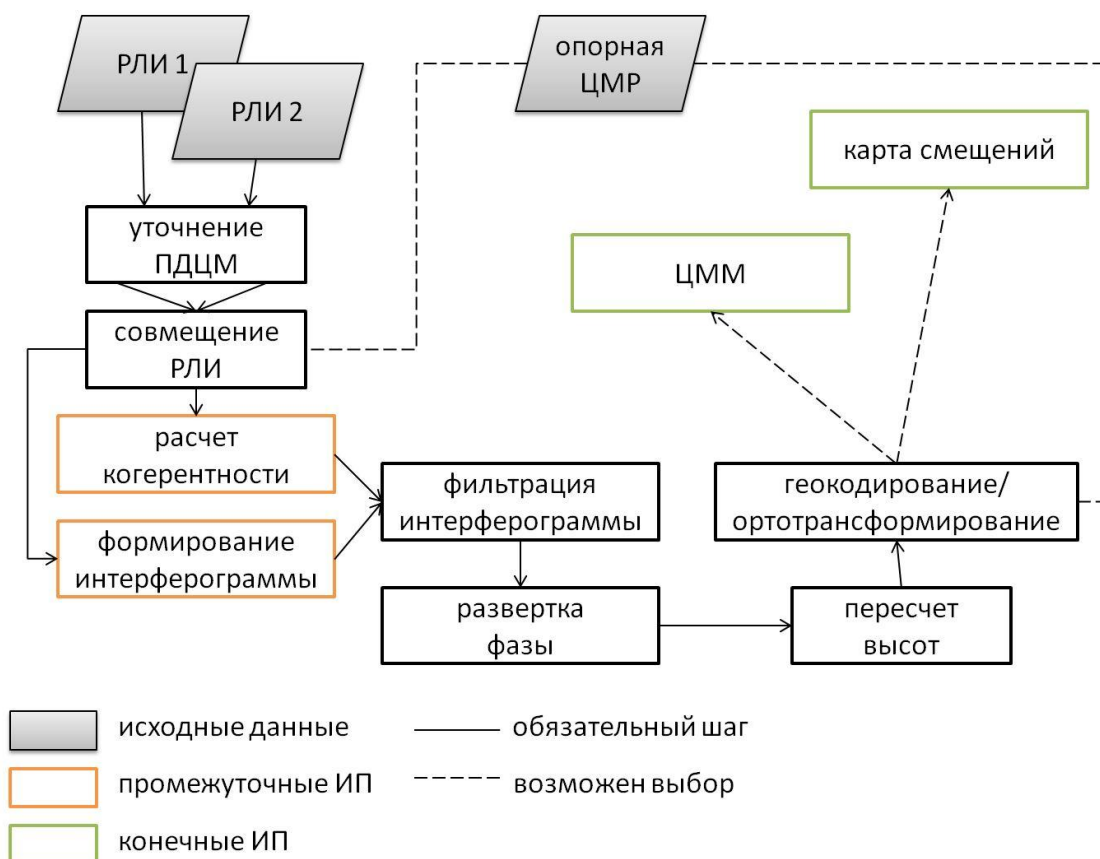 РЛИ 1
РЛИ 2
опорная
ЦМР
карта смещений
уточнение
ПДЦМ
ЦММ
совмещение
РЛИ
расчет
когерентности
фильтрация
интерферограммы
геокодирование/
ортотрансформирование
формирование
интерферограммы
развертка
фазы
пересчет
высот
исходные данные
обязательный шаг
промежуточные ИП
возможен выбор
конечные ИП